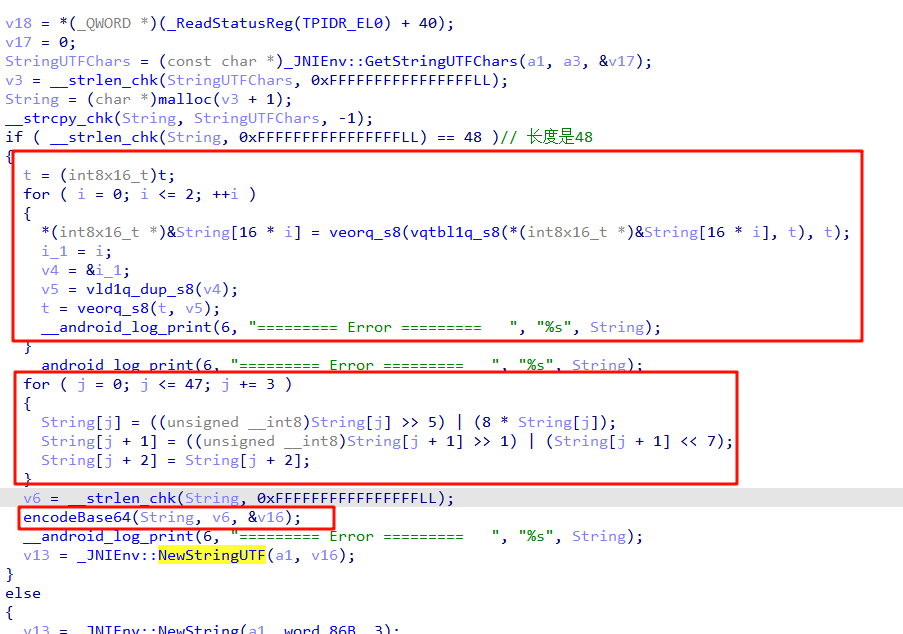 v18 = *(_QWORD *)(_ReadStatusReg(TPIDR_EL0) + 40);
v17 = 0;
StringUTFChars = (const char *)_JNIEnv::GetStringUTFChars(a1, a3, &v17);
v3 = __strlen_chk(StringUTFChars, 0xFFFFFFFFFFFFFFFFLL);
String = (char *)malloc(v3 + 1);
__strcpy_chk(String, StringUTFChars, -1);
if ( __strlen_chk(String, 0xFFFFFFFFFFFFFFFFLL) == 48 )// 长度是48
{
t = (int8x16_t)t;
for ( i = 0; i <= 2; ++i )
{
*(int8x16_t *)&String[16 * i] = veorq_s8(vqtbl1q_s8(*(int8x16_t *)&String[16 * i], t), t);
i_1 = i;
v4 = &i_1;
v5 = vld1q_dup_s8(v4);
t = veorq_s8(t, v5);
__android_log_print(6, "========= Error =========   ", "%s", String);
}
__android_log_print(6, "========= Error =========   ", "%s", String);
for ( j = 0; j <= 47; j += 3 )
{
String[j] = ((unsigned __int8)String[j] >> 5) | (8 * String[j]);
String[j + 1] = ((unsigned __int8)String[j + 1] >> 1) | (String[j + 1] << 7);
String[j + 2] = String[j + 2];
}
v6 = __strlen_chk(String, 0xFFFFFFFFFFFFFFFFLL);
encodeBase64(String, v6, &v16);
__android_log_print(6, "========= Error =========   ", "%s", String);
v13 = _JNIEnv::NewStringUTF(a1, v16);
}
else
{
v13 = _JNIEnv::NewString(a1, word_86B, 3);